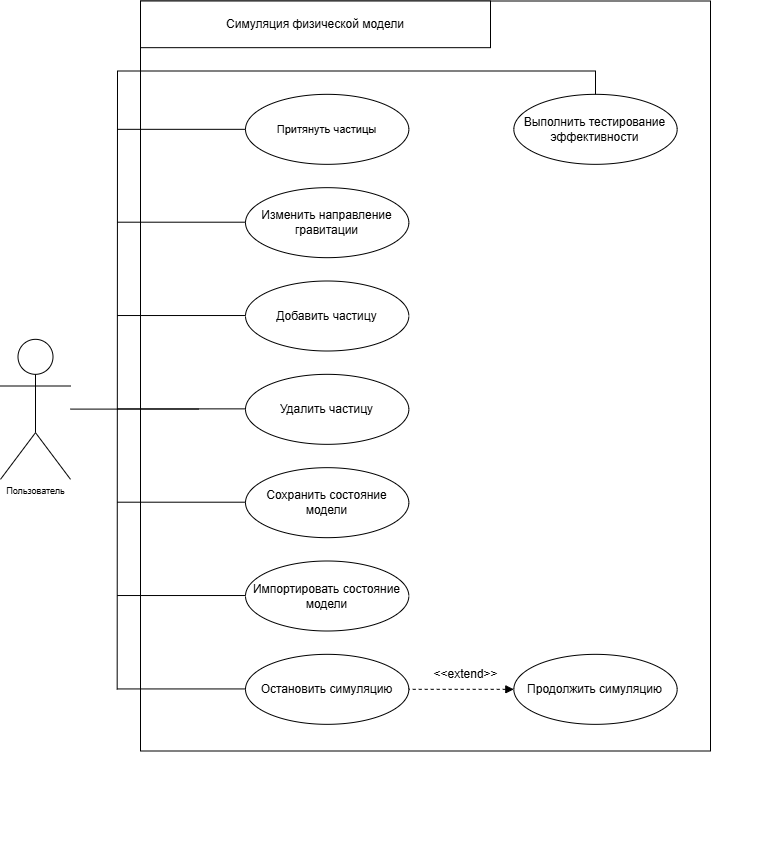 Симуляция физической модели
Притянуть частицы
Выполнить тестирование
эффективности
Изменить направление
гравитации
Добавить частицу
Удалить частицу
Пользователь
Сохранить состояние
модели
Импортировать состояние
модели
Остановить симуляцию
<<extend>>
Продолжить симуляцию